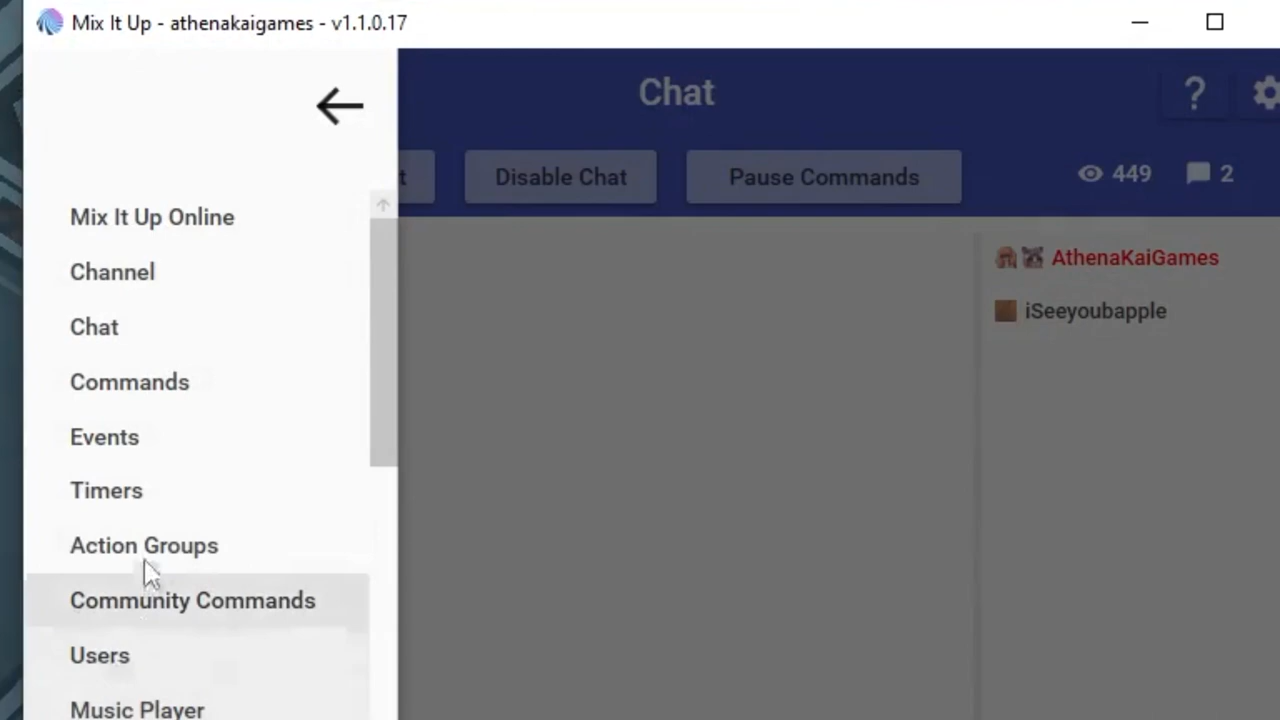 Mix It Up - athenakaigames - v1.1.0.17
Chat
?
t
Disable Chat
Pause Commands
449
2
Mix It Up Online
Channel
Chat
Commands
Events
Timers
Action Groups
Community Commands
Users
Music Player
AthenaKaiGames
iSeeyoubapple